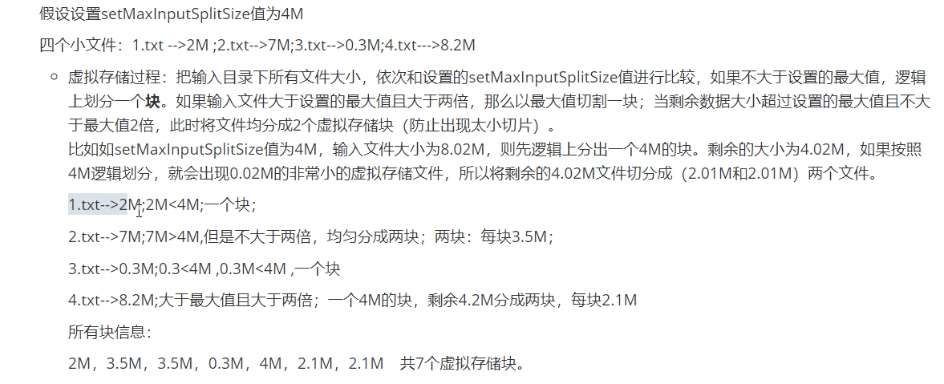 假设设置setMaxInputSplitSize值为4M
四个小文件：1.txt -->2M ;2.txt-->7M;3.txt-->0.3M;4.txt--->8.2M
虚拟存储过程：把输入目录下所有文件大小，依次和设置的setMaxInputSplitSize值进行比较，如果不大于设置的最大值，逻辑
上划分一个块。如果输入文件大于设置的最大值且大于两倍，那么以最大值切割一块；当剩余数据大小超过设置的最大值且不大
于最大值2倍，此时将文件均分成2个虚拟存储块（防止出现太小切片）。
比如如setMaxInputSplitSize值为4M，输入文件大小为8.02M，则先逻辑上分出一个4M的块。剩余的大小为4.02M，如果按照
4M逻辑划分，就会出现0.02M的非常小的虚拟存储文件，所以将剩余的4.02M文件切分成（2.01M和2.01M）两个文件。
1.txt-->2M;2M<4M;一个块；
2.txt-->7M;7M>4M,但是不大于两倍，均匀分成两块；两块：每块3.5M；
3.txt-->0.3M;0.3<4M ,0.3M<4M ,一个块
4.txt-->8.2M;大于最大值且大于两倍；一个4M的块，剩余4.2M分成两块，每块2.1M
所有块信息：
2M，3.5M，3.5M，0.3M，4M，2.1M，2.1M 共7个虚拟存储块。